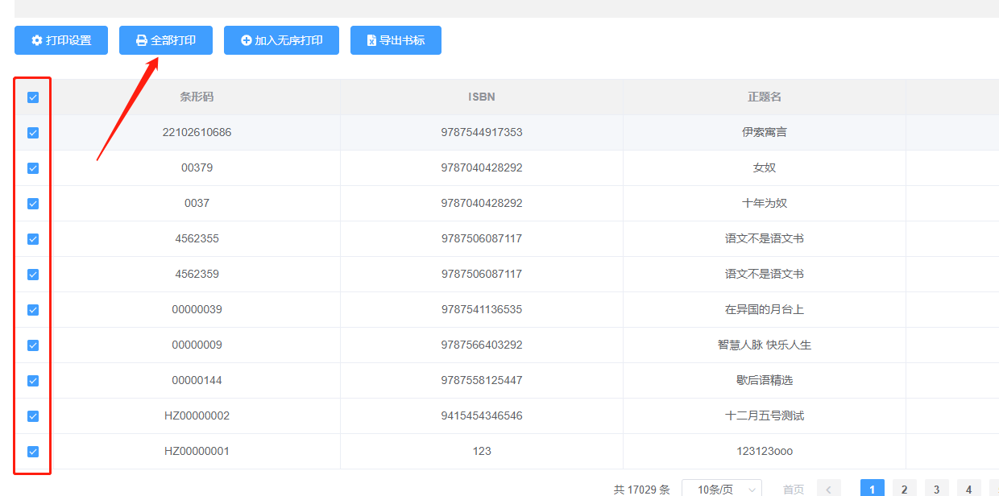 打印设置 全部打印 加入无序打印 导出书标
条形码 ISBN 正题名
22102610686 9787544917353 伊索寓言
00379 9787040428292 女奴
0037 9787040428292 十年为奴
4562355 9787506087117 语文不是语文书
4562359 9787506087117 语文不是语文书
00000039 9787541136535 在异国的月台上
00000009 9787566403292 智慧人脉 快乐人生
00000144 9787558125447 歇后语精选
HZ00000002 9415454346546 十二月五号测试
HZ00000001 123 123123ooo
共 17029 条 10条/页 首页 1 2 3 4